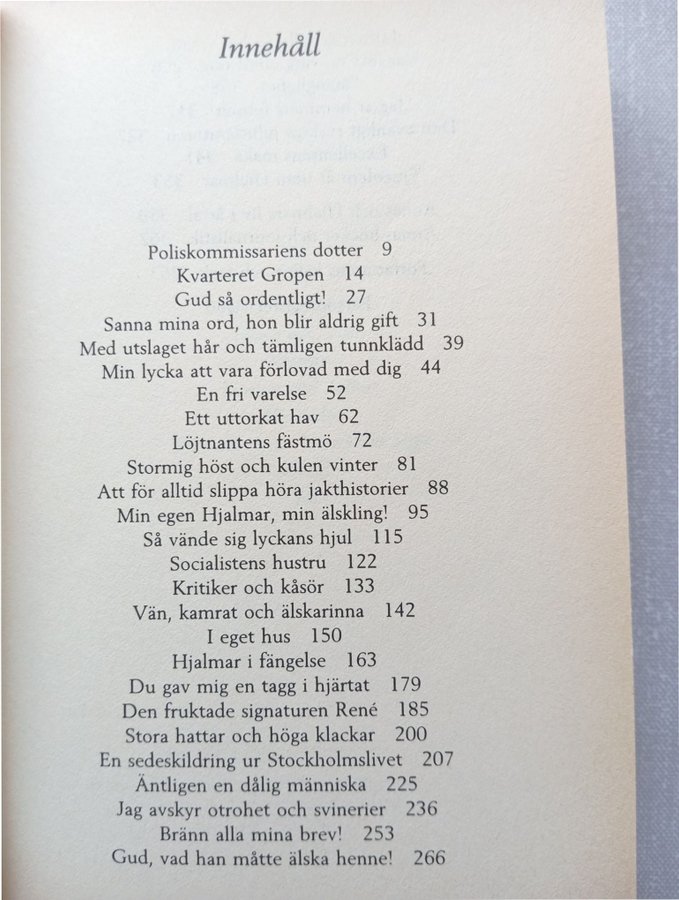 Innehåll
Poliskommissariens dotter 9
Kvarteret Gropen 14
Gud så ordentligt! 27
Sanna mina ord, hon blir aldrig gift 31
Med utslaget hår och tämligen tunnklädd 39
Min lycka att vara förlovad med dig 44
En fri varelse 52
Ett uttorkat hav 62
Löjtnantens fästmö 72
Stormig höst och kulen vinter 81
Att för alltid slippa höra jakthistorier 88
Min egen Hjalmar, min älskling! 95
Så vände sig lyckans hjul 115
Socialistens hustru 122
Kritiker och kåsör 133
Vän, kamrat och älskarinna 142
I eget hus 150
Hjalmar i fängelse 163
Du gav mig en tagg i hjärtat 179
Den fruktade signaturen René 185
Stora hattar och höga klackar 200
En sedeskildring ur Stockholmslivet 207
Äntligen en dålig människa 225
Jag avskyr otrohet och svinerier 236
Bränn alla mina brev! 253
Gud, vad han måtte älska henne! 266